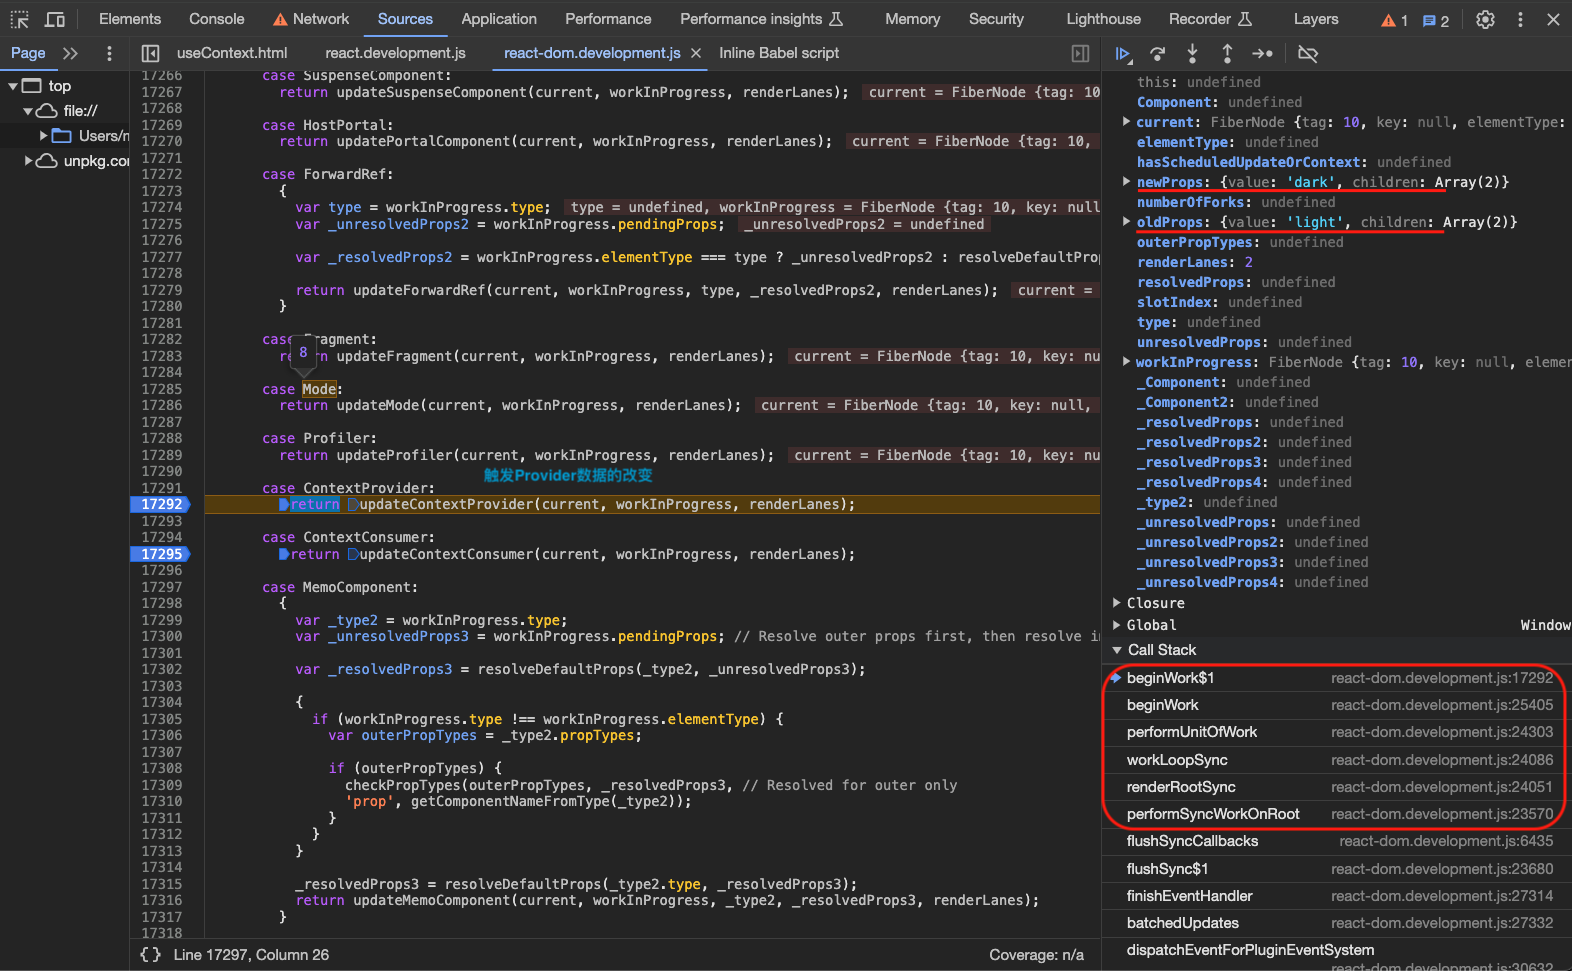 Elements Console Network Sources Application Performance Performance insights Memory Security Lighthouse Recorder Layers 1 2
Page useContext.html react.development.js react-dom.development.js Inline Babel script
top
file://
Users/
unpkg.co
17266 case SuspenseComponent:
17267 return updateSuspenseComponent(current, workInProgress, renderLanes); current = FiberNode {tag: 10
17268
17269 case HostPortal:
17270 return updatePortalComponent(current, workInProgress, renderLanes); current = FiberNode {tag: 10,
17271
17272 case ForwardRef:
17273 {
17274 var type = workInProgress.type; type = undefined, workInProgress = FiberNode {tag: 10, key: null
17275 var _unresolvedProps2 = workInProgress.pendingProps; _unresolvedProps2 = undefined
17276
17277 var _resolvedProps2 = workInProgress.elementType === type ? _unresolvedProps2 : resolveDefaultProp
17278
17279 return updateForwardRef(current, workInProgress, type, _resolvedProps2, renderLanes); current =
17280 }
17281
17282 case Fragment:
17283 return updateFragment(current, workInProgress, renderLanes); current = FiberNode {tag: 10, key: nu
8
17284
17285 case Mode:
17286 return updateMode(current, workInProgress, renderLanes); current = FiberNode {tag: 10, key: null,
17287
17288 case Profiler:
17289 return updateProfiler(current, workInProgress, renderLanes); current = FiberNode {tag: 10, key: nu
17290 触发Provider数据的改变
17291 case ContextProvider:
17292 return updateContextProvider(current, workInProgress, renderLanes);
17293
17294 case ContextConsumer:
17295 return updateContextConsumer(current, workInProgress, renderLanes);
17296
17297 case MemoComponent:
17298 {
17299 var _type2 = workInProgress.type;
17300 var _unresolvedProps3 = workInProgress.pendingProps; // Resolve outer props first, then resolve i
17301
17302 var _resolvedProps3 = resolveDefaultProps(_type2, _unresolvedProps3);
17303
17304 {
17305 if (workInProgress.type !== workInProgress.elementType) {
17306 var outerPropTypes = _type2.propTypes;
17307
17308 if (outerPropTypes) {
17309 checkPropTypes(outerPropTypes, _resolvedProps3, // Resolved for outer only
17310 'prop', getComponentNameFromType(_type2));
17311 }
17312 }
17313 }
17314
17315 _resolvedProps3 = resolveDefaultProps(_type2.type, _resolvedProps3);
17316 return updateMemoComponent(current, workInProgress, _type2, _resolvedProps3, renderLanes);
17317 }
17318
{} Line 17297, Column 26 Coverage: n/a
this: undefined
Component: undefined
current: FiberNode {tag: 10, key: null, elementType:
elementType: undefined
hasScheduledUpdateOrContext: undefined
newProps: {value: 'dark', children: Array(2)}
numberOfForks: undefined
oldProps: {value: 'light', children: Array(2)}
outerPropTypes: undefined
renderLanes: 2
resolvedProps: undefined
slotIndex: undefined
type: undefined
unresolvedProps: undefined
workInProgress: FiberNode {tag: 10, key: null, elemen
_Component: undefined
_Component2: undefined
_resolvedProps: undefined
_resolvedProps2: undefined
_resolvedProps3: undefined
_resolvedProps4: undefined
_type2: undefined
_unresolvedProps: undefined
_unresolvedProps2: undefined
_unresolvedProps3: undefined
_unresolvedProps4: undefined
Closure
Global Window
Call Stack
beginWork$1 react-dom.development.js:17292
beginWork react-dom.development.js:25405
performUnitOfWork react-dom.development.js:24303
workLoopSync react-dom.development.js:24086
renderRootSync react-dom.development.js:24051
performSyncWorkOnRoot react-dom.development.js:23570
flushSyncCallbacks react-dom.development.js:6435
flushSync$1 react-dom.development.js:23680
finishEventHandler react-dom.development.js:27314
batchedUpdates react-dom.development.js:27332
dispatchEventForPluginEventSystem
react-dom.development.js:30632